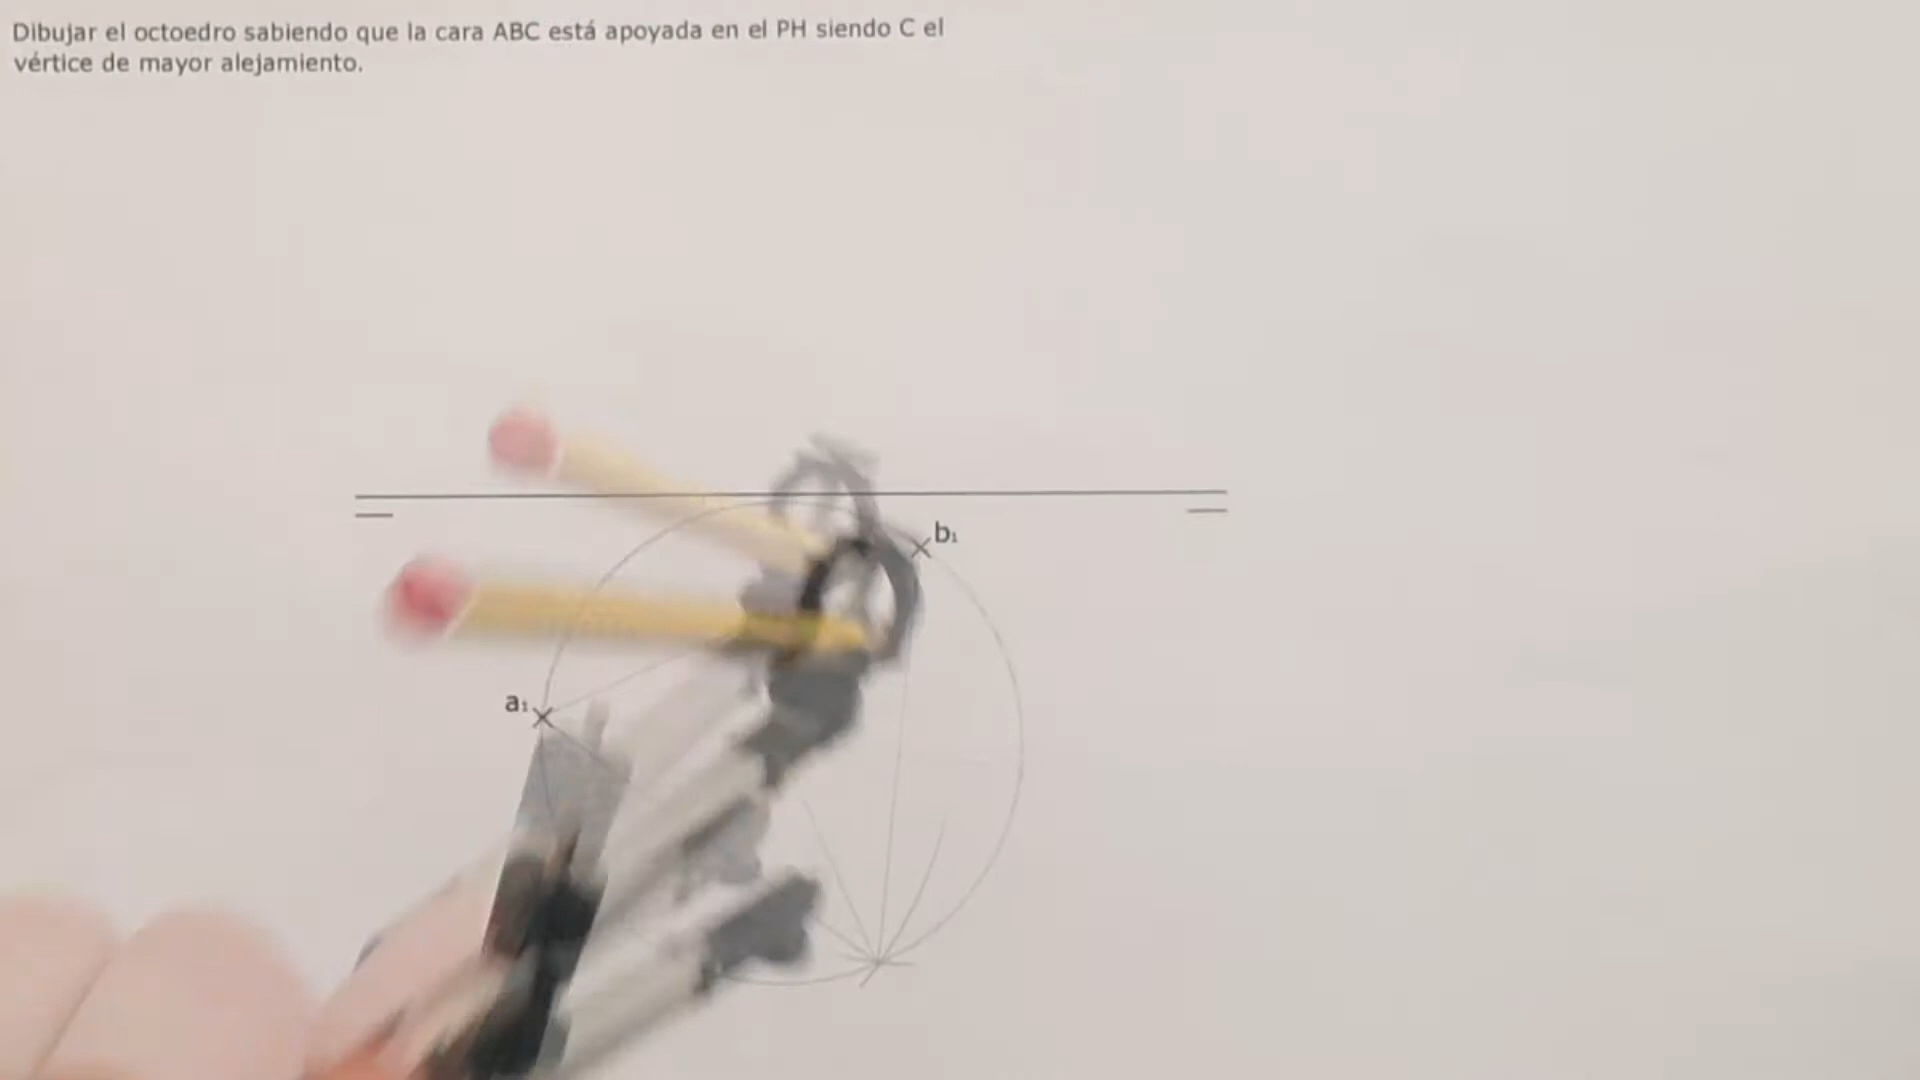 Dibujar el octoedro sabiendo que la cara ABC está apoyada en el PH siendo C el
vértice de mayor alejamiento.
b₁
a₁